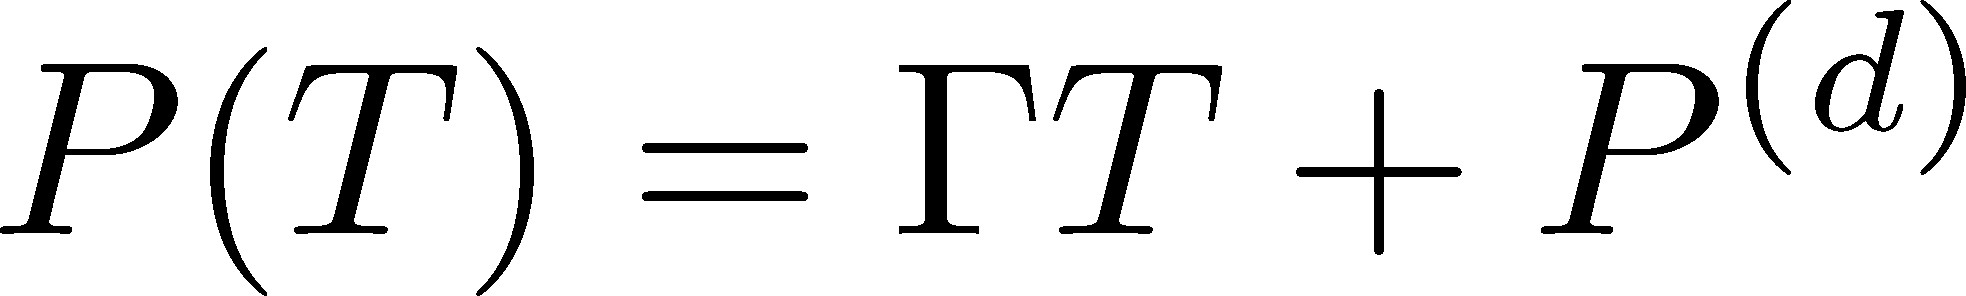 P(T) = ΓT + P^{(d)}